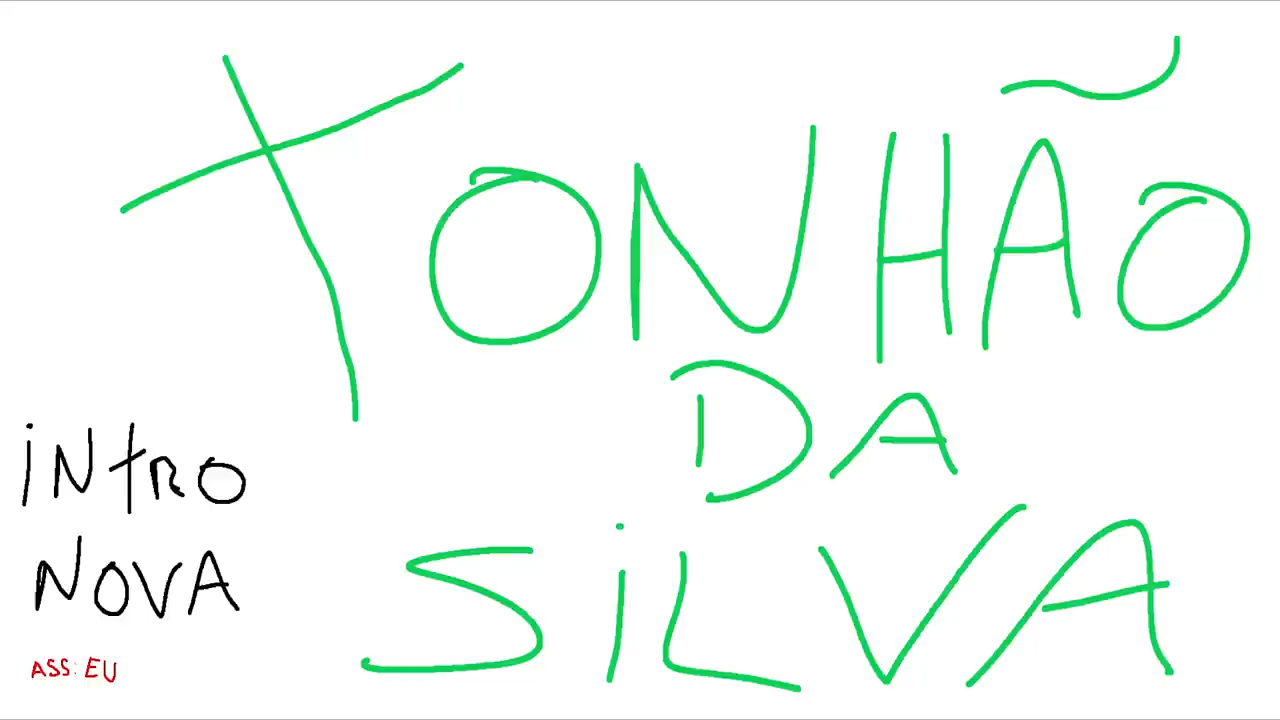 TONHÃO
DA
SiLVA
iNtRO
NOVA
ASS: EU